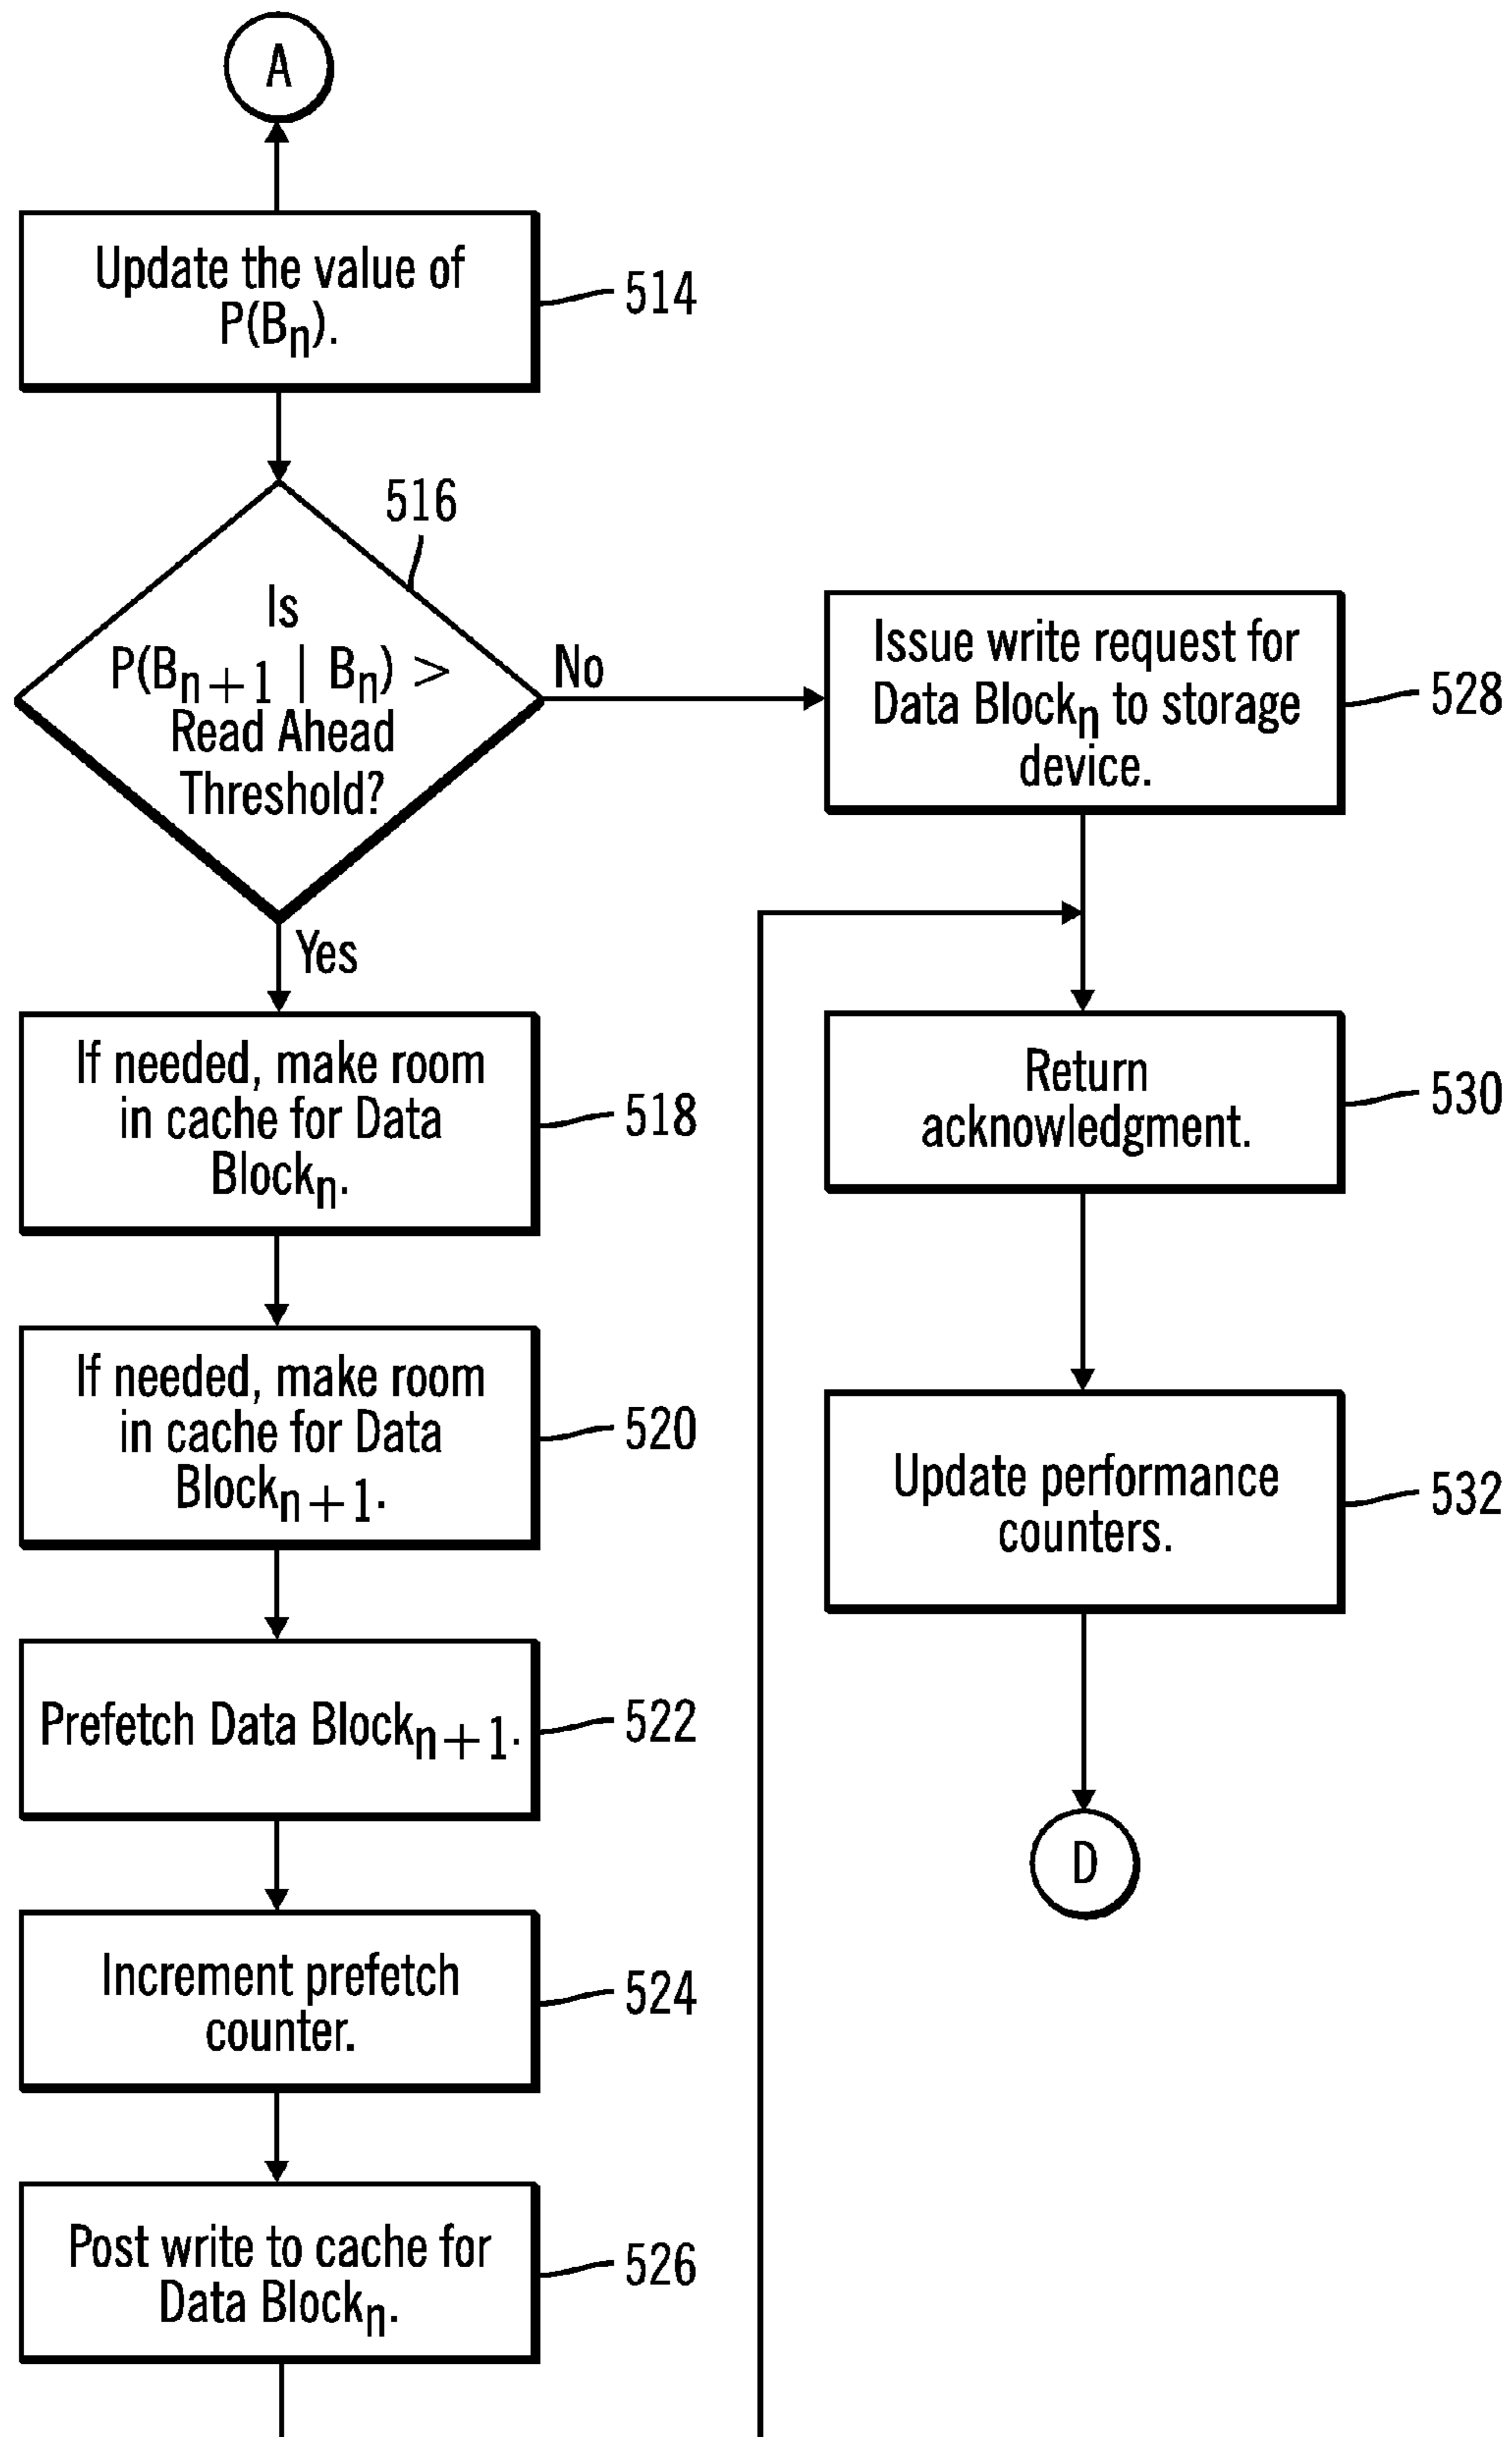 A
Update the value of
P(Bn).
514
516
Is
P(Bn+1 | Bn) >
Read Ahead
Threshold?
No
Yes
Issue write request for
Data Blockn to storage
device.
528
If needed, make room
in cache for Data
Blockn.
518
Return
acknowledgment.
530
If needed, make room
in cache for Data
Blockn+1.
520
Update performance
counters.
532
Prefetch Data Blockn+1.
522
D
Increment prefetch
counter.
524
Post write to cache for
Data Blockn.
526